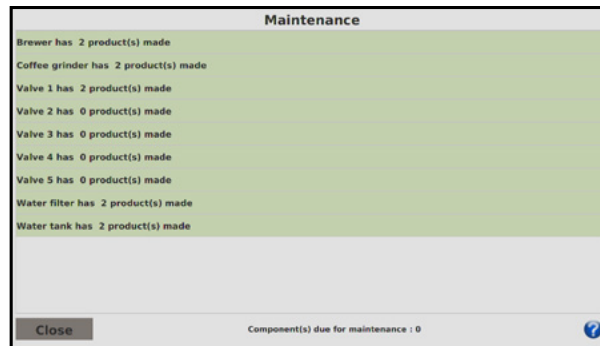 Maintenance
Brewer has 2 product(s) made
Coffee grinder has 2 product(s) made
Valve 1 has 2 product(s) made
Valve 2 has 0 product(s) made
Valve 3 has 0 product(s) made
Valve 4 has 0 product(s) made
Valve 5 has 0 product(s) made
Water filter has 2 product(s) made
Water tank has 2 product(s) made
Close
Component(s) due for maintenance : 0
?